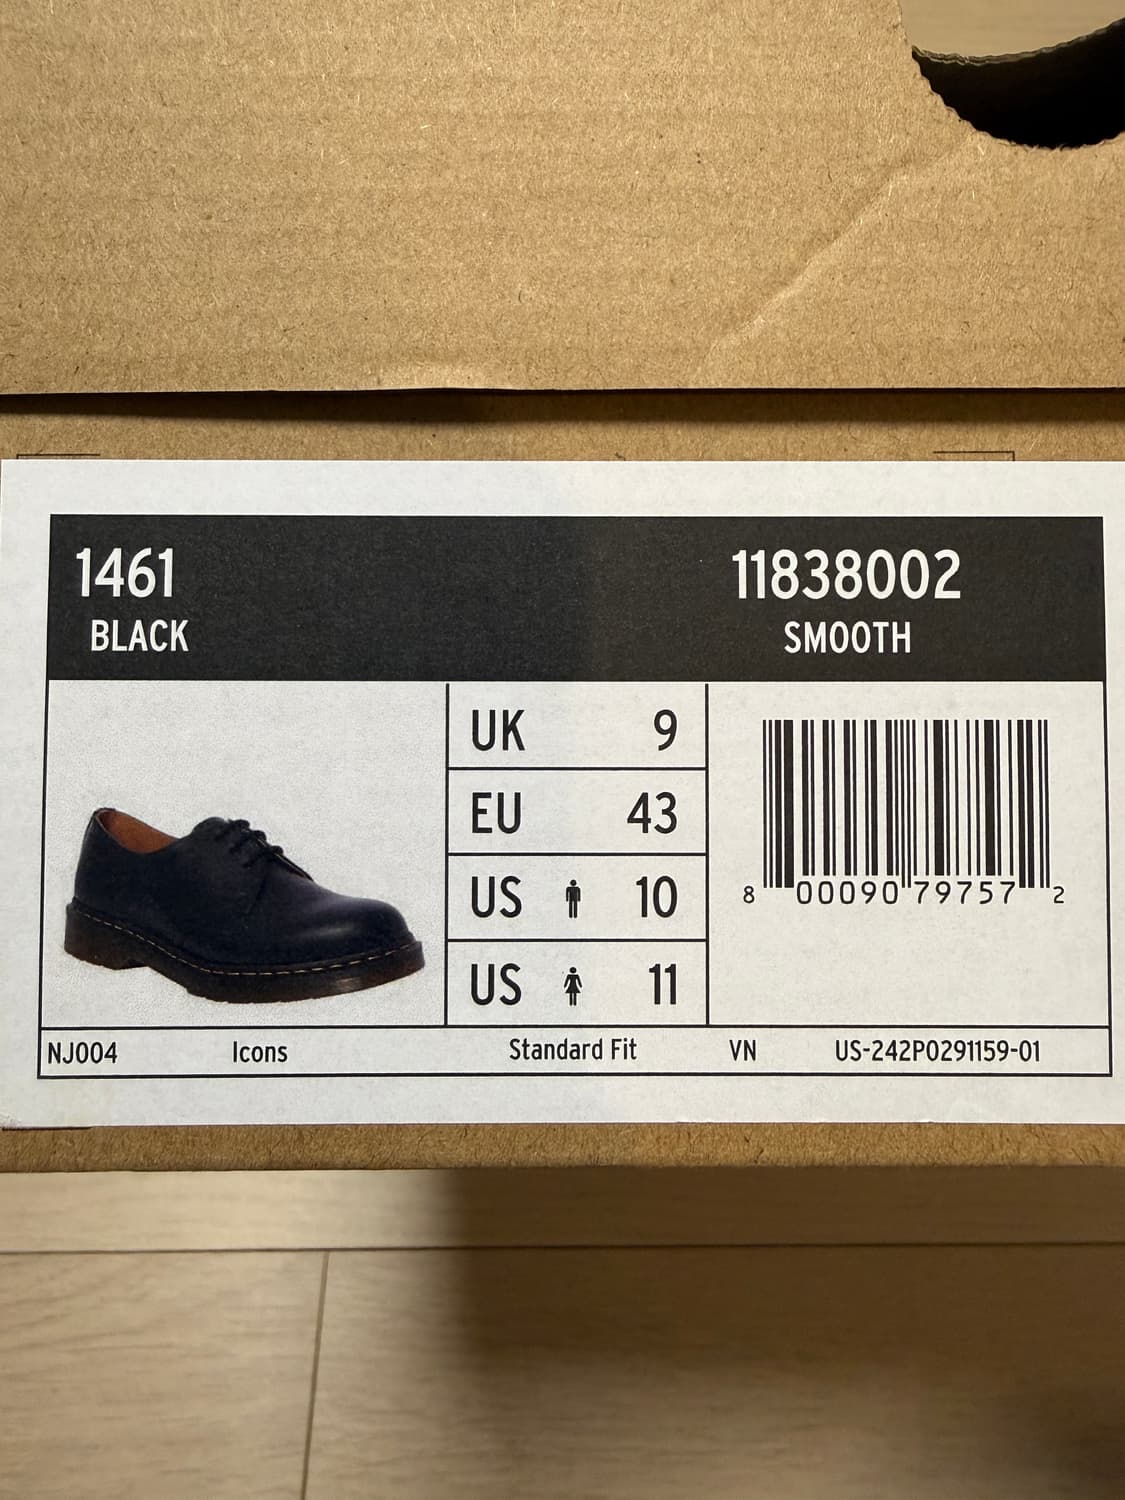 1461
BLACK
11838002
SMOOTH
UK 9
EU 43
US 10
US 11
8 00090 79757 2
NJ004 Icons Standard Fit VN US-242P0291159-01